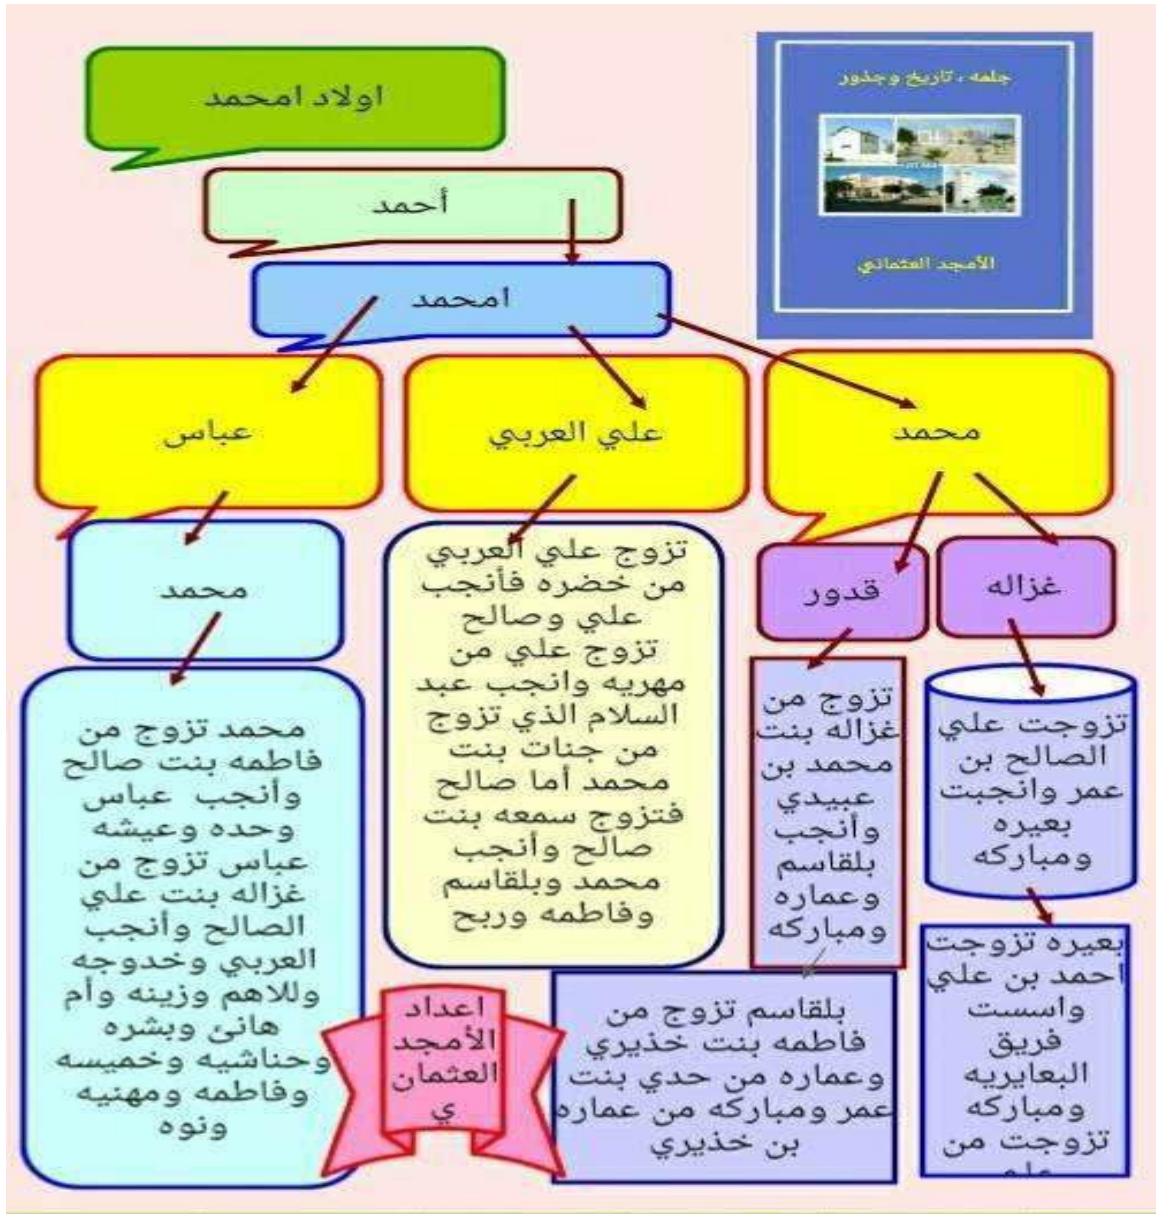 جلمه ، تاريخ وجذور
الأمجد العثماني
اولاد امحمد
أحمد
امحمد
محمد
علي العربي
عباس
غزاله
قدور
محمد
تزوجت علي
الصالح بن
عمر وانجبت
بعيره
ومباركه
بعيره تزوجت
احمد بن علي
واسست
فريق
البعايريه
ومباركه
تزوجت من
تزوج من
غزاله بنت
محمد بن
عبيدي
وأنجب
بلقاسم
وعماره
ومباركه
بلقاسم تزوج من
فاطمه بنت خذيري
وعماره من حدي بنت
عمر ومباركه من عماره
بن خذيري
تزوج علي العربي
من خضره فأنجب
علي وصالح
تزوج علي من
مهريه وانجب عبد
السلام الذي تزوج
من جنات بنت
محمد أما صالح
فتزوج سمعه بنت
صالح وأنجب
محمد وبلقاسم
وفاطمه وربح
محمد تزوج من
فاطمه بنت صالح
وأنجب عباس
وحده وعيشه
عباس تزوج من
غزاله بنت علي
الصالح وأنجب
العربي وخدوجه
وللاهم وزينه وأم
هانئ وبشره
وحناشيه وخميسه
وفاطمه ومهنيه
ونوه
اعداد
الأمجد
العثمان
ي